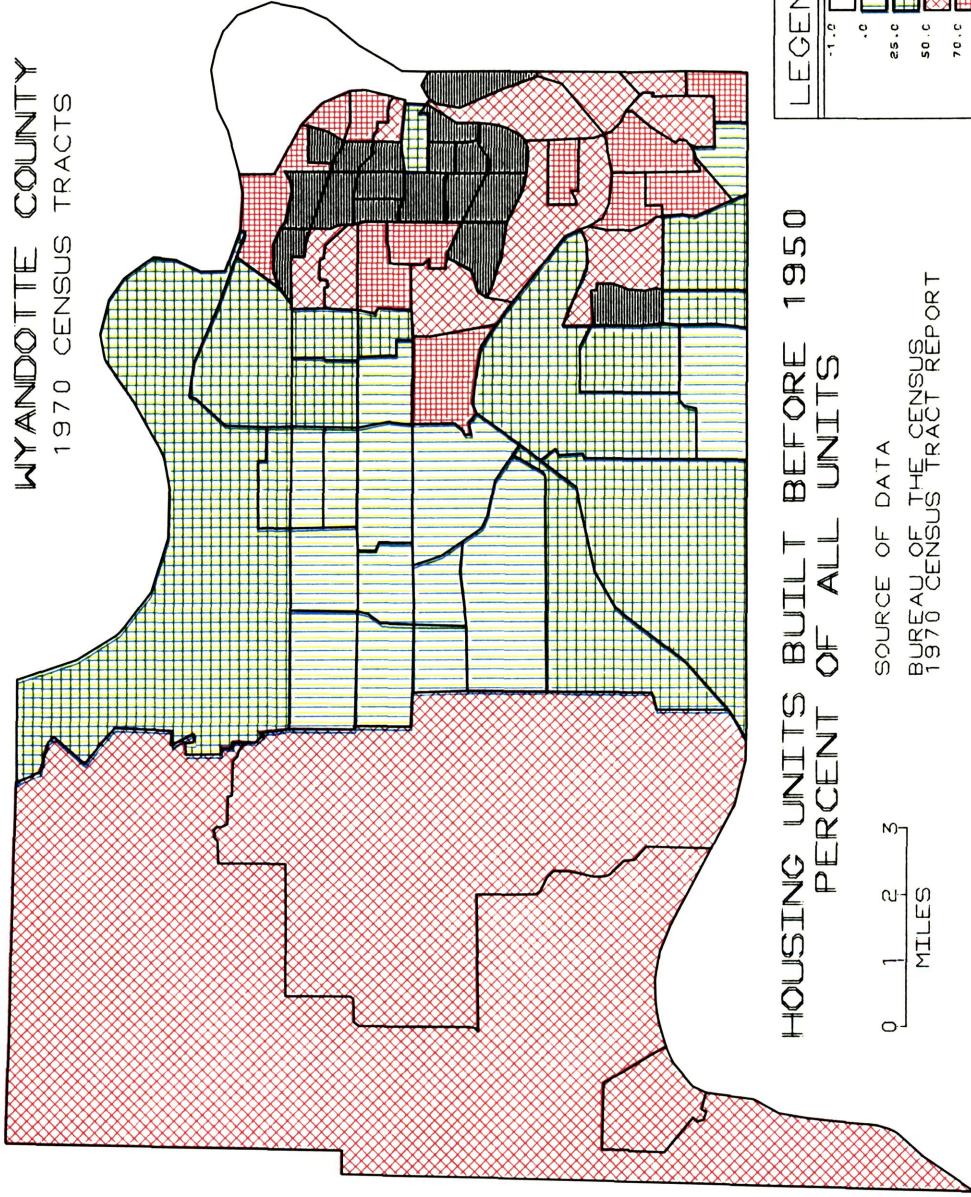 WYANDOTTE COUNTY
1970 CENSUS TRACTS
HOUSING UNITS BUILT BEFORE 1950
PERCENT OF ALL UNITS
SOURCE OF DATA
BUREAU OF THE CENSUS
1970 CENSUS TRACT REPORT
0 1 2 3
MILES
LEGEN
-1.0
.0
25.0
50.0
70.0